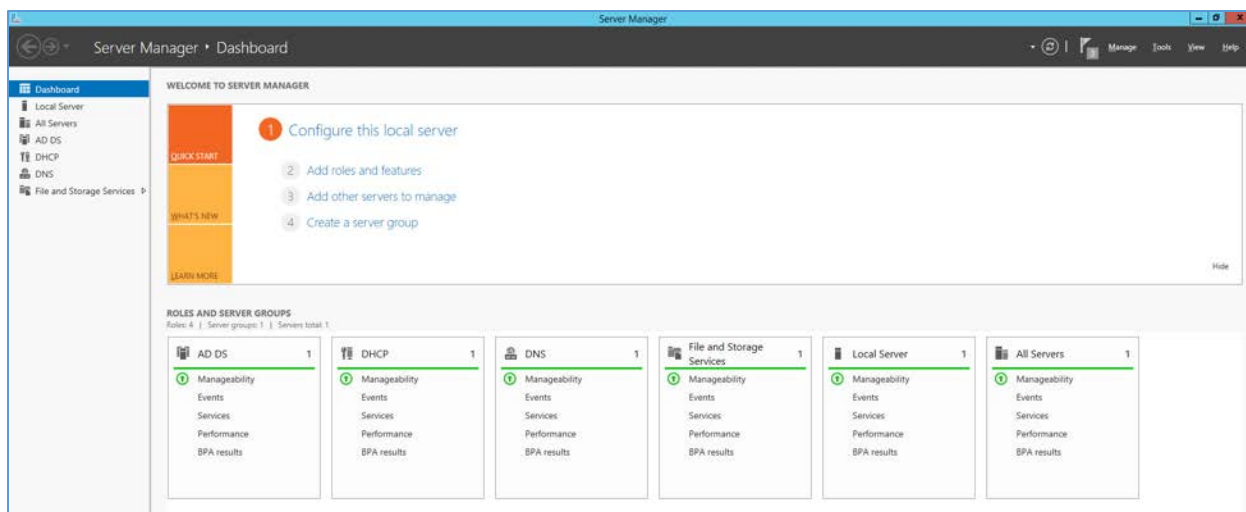 Server Manager
Server Manager • Dashboard
Manage Tools View Help
Dashboard
Local Server
All Servers
AD DS
DHCP
DNS
File and Storage Services
WELCOME TO SERVER MANAGER
QUICK START
WHAT'S NEW
LEARN MORE
1 Configure this local server
2 Add roles and features
3 Add other servers to manage
4 Create a server group
Hide
ROLES AND SERVER GROUPS
Roles: 4 | Server groups: 1 | Servers total: 1
AD DS 1
Manageability
Events
Services
Performance
BPA results
DHCP 1
Manageability
Events
Services
Performance
BPA results
DNS 1
Manageability
Events
Services
Performance
BPA results
File and Storage
Services 1
Manageability
Events
Services
Performance
BPA results
Local Server 1
Manageability
Events
Services
Performance
BPA results
All Servers 1
Manageability
Events
Services
Performance
BPA results